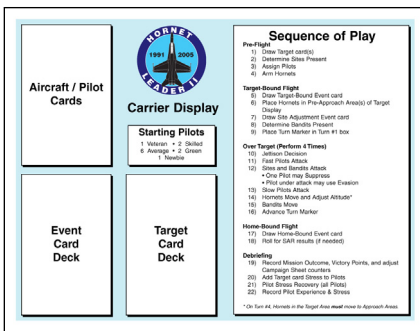 Aircraft / Pilot
Cards
HORNET
1991 2005
LEADER II
Carrier Display
Starting Pilots
1 Veteran • 2 Skilled
6 Average • 2 Green
1 Newbie
Event
Card
Deck
Target
Card
Deck
Sequence of Play
Pre-Flight
1) Draw Target card(s)
2) Determine Sites Present
3) Assign Pilots
4) Arm Hornets
Target-Bound Flight
5) Draw Target-Bound Event card
6) Place Hornets in Pre-Approach Area(s) of Target
Display
7) Draw Site Adjustment Event card
8) Determine Bandits Present
9) Place Turn Marker in Turn #1 box
Over Target (Perform 4 Times)
10) Jettison Decision
11) Fast Pilots Attack
12) Sites and Bandits Attack
• One Pilot may Suppress
• Pilot under attack may use Evasion
13) Slow Pilots Attack
14) Hornets Move and Adjust Attitude*
15) Bandits Move
16) Advance Turn Marker
Home-Bound Flight
17) Draw Home-Bound Event card
18) Roll for SAR results (if needed)
Debriefing
19) Record Mission Outcome, Victory Points, and adjust
Campaign Sheet counters
20) Add Target card Stress to Pilots
21) Pilot Stress Recovery (all Pilots)
22) Record Pilot Experience & Stress
* On Turn #4, Hornets in the Target Area must move to Approach Areas.